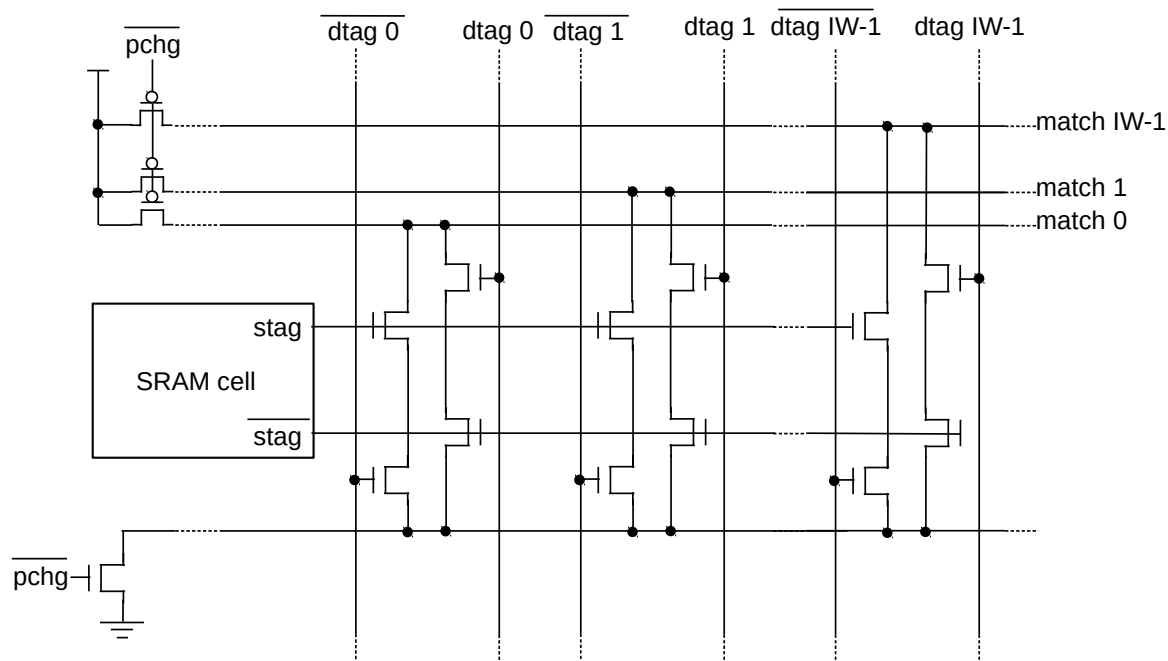 dtag 0
dtag 0
dtag 1
dtag 1
dtag IW-1
dtag IW-1
pchg
match IW-1
match 1
match 0
stag
SRAM cell
stag
pchg